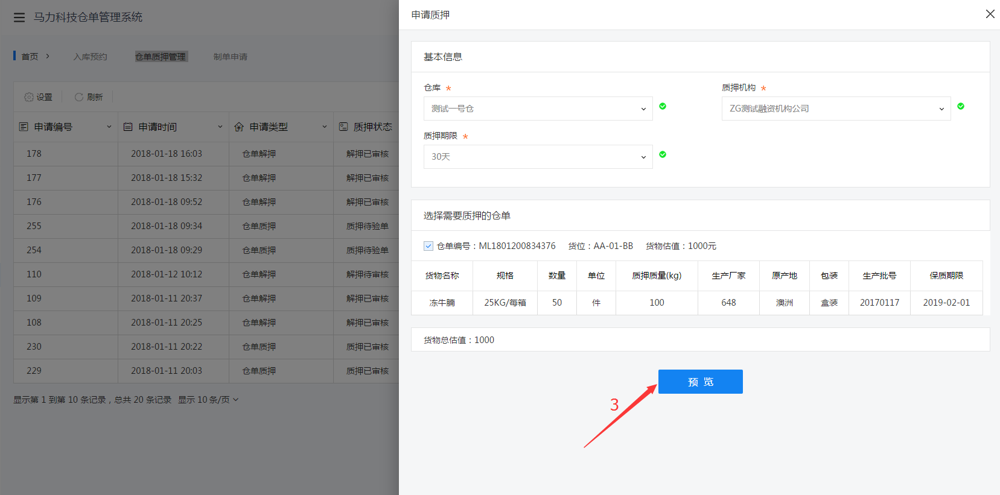 马力科技仓单管理系统
首页 入库预约 仓单质押管理 制单申请
设置 刷新
申请编号 申请时间 申请类型 质押状态
178 2018-01-18 16:03 仓单解押 解押已审核
177 2018-01-18 15:32 仓单解押 解押已审核
176 2018-01-18 09:52 仓单解押 解押已审核
255 2018-01-18 09:34 仓单质押 质押待验单
254 2018-01-18 09:29 仓单质押 质押待验单
110 2018-01-12 10:12 仓单解押 解押待审核
109 2018-01-11 20:37 仓单解押 解押已审核
108 2018-01-11 20:25 仓单解押 解押已审核
230 2018-01-11 20:22 仓单质押 质押已审核
229 2018-01-11 20:03 仓单质押 质押已审核
显示第 1 到第 10 条记录，总共 20 条记录 显示 10 条/页
申请质押
基本信息
仓库 * 质押机构 *
测试一号仓 ZG测试融资机构公司
质押期限 *
30天
选择需要质押的仓单
仓单编号：ML1801200834376 货位：AA-01-BB 货物估值：1000元
货物名称 规格 数量 单位 质押质量(kg) 生产厂家 原产地 包装 生产批号 保质期限
冻牛腩 25KG/每箱 50 件 100 648 澳洲 盒装 20170117 2019-02-01
货物总估值：1000
预 览
3